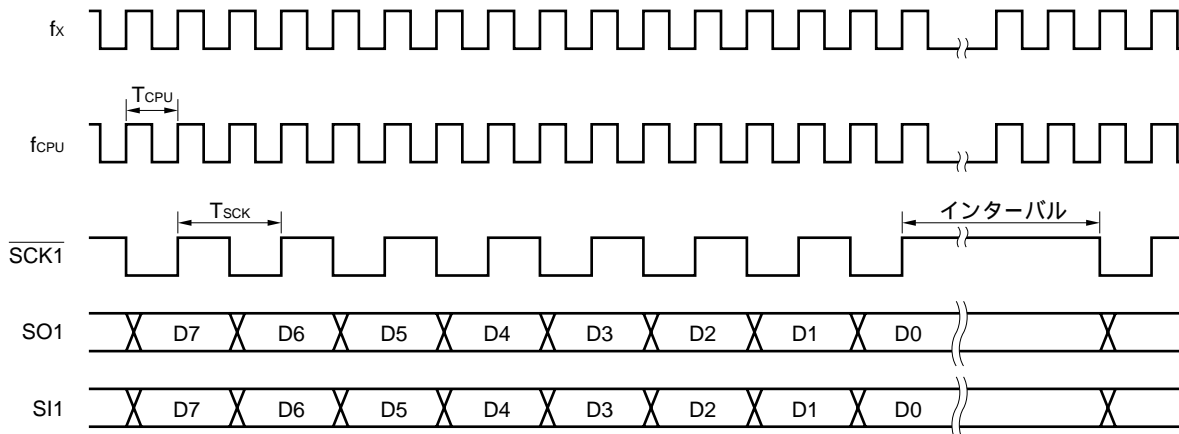 fX
TCPU
fCPU
TSCK
インターバル
SCK1
SO1 D7 D6 D5 D4 D3 D2 D1 D0
SI1 D7 D6 D5 D4 D3 D2 D1 D0